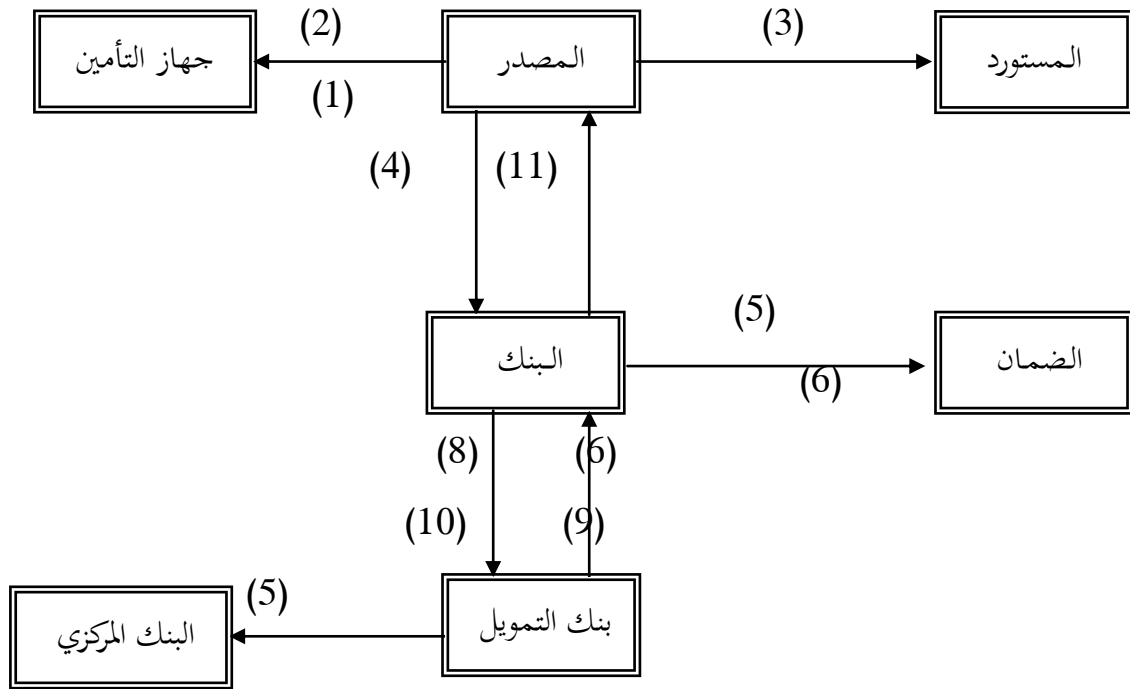 (2)
(3)
جهاز التأمين
المصدر
المستورد
(1)
(4)
(11)
(5)
البنك
الضمان
(6)
(8)
(6)
(10)
(9)
(5)
بنك التمويل
البنك المركزي